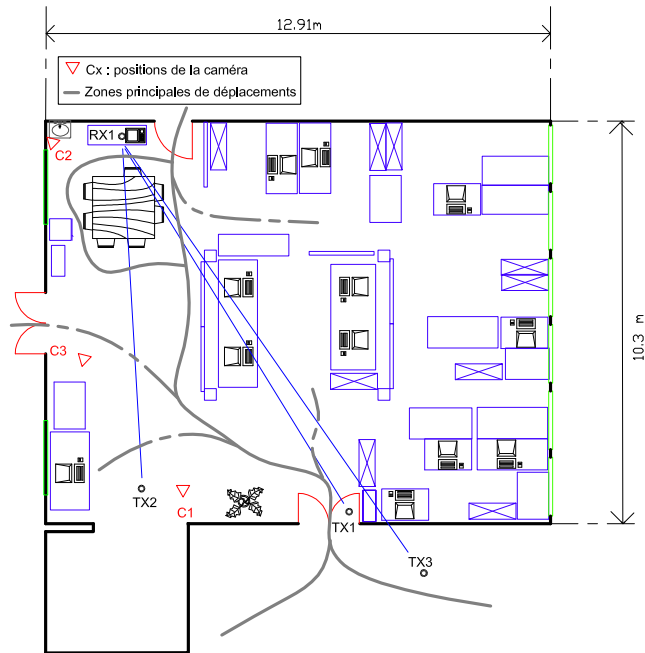 12.91m
Cx : positions de la caméra
Zones principales de déplacements
RX1
C2
C3
10.3 m
TX2
C1
TX1
TX3